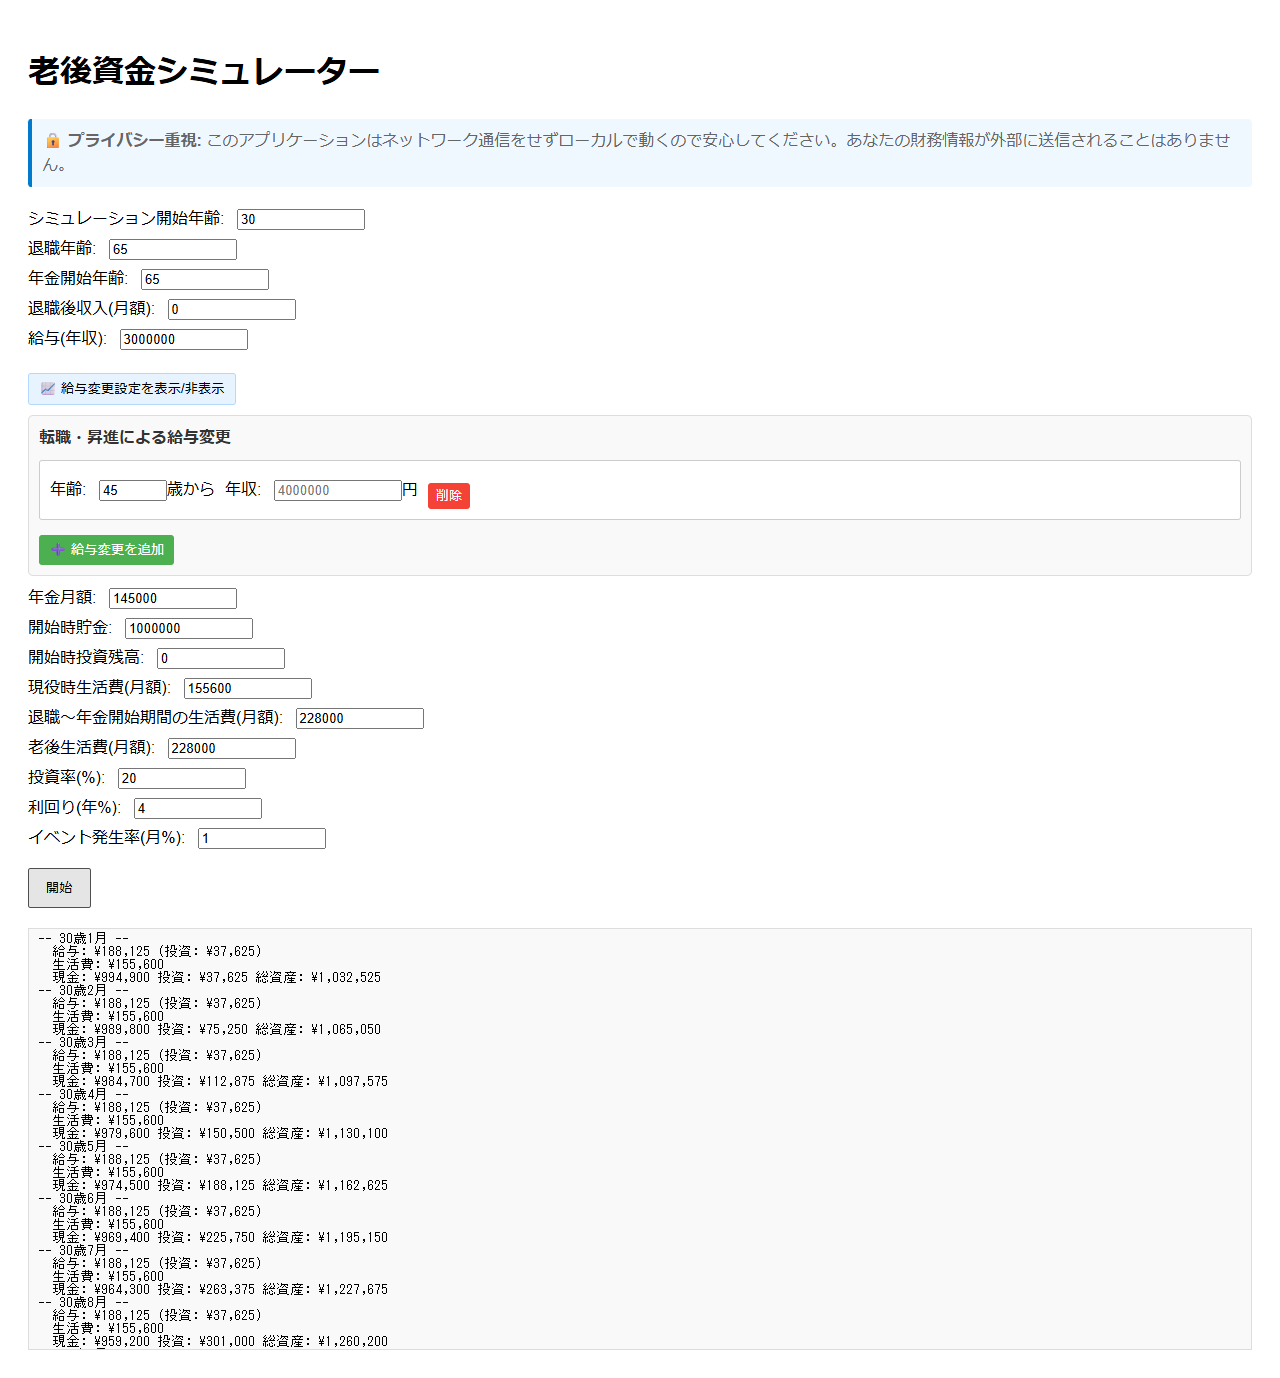 老後資金シミュレーター
🔒 プライバシー重視: このアプリケーションはネットワーク通信をせずローカルで動くので安心してください。あなたの財務情報が外部に送信されることはありませ
ん。
シミュレーション開始年齢: 30
退職年齢: 65
年金開始年齢: 65
退職後収入(月額): 0
給与(年収): 3000000
📈 給与変更設定を表示/非表示
転職・昇進による給与変更
年齢: 45歳から 年収: 4000000円 削除
➕ 給与変更を追加
年金月額: 145000
開始時貯金: 1000000
開始時投資残高: 0
現役時生活費(月額): 155600
退職〜年金開始期間の生活費(月額): 228000
老後生活費(月額): 228000
投資率(%): 20
利回り(年%): 4
イベント発生率(月%): 1
開始
-- 30歳1月 --
給与: ¥188,125 (投資: ¥37,625)
生活費: ¥155,600
現金: ¥994,900 投資: ¥37,625 総資産: ¥1,032,525
-- 30歳2月 --
給与: ¥188,125 (投資: ¥37,625)
生活費: ¥155,600
現金: ¥989,800 投資: ¥75,250 総資産: ¥1,065,050
-- 30歳3月 --
給与: ¥188,125 (投資: ¥37,625)
生活費: ¥155,600
現金: ¥984,700 投資: ¥112,875 総資産: ¥1,097,575
-- 30歳4月 --
給与: ¥188,125 (投資: ¥37,625)
生活費: ¥155,600
現金: ¥979,600 投資: ¥150,500 総資産: ¥1,130,100
-- 30歳5月 --
給与: ¥188,125 (投資: ¥37,625)
生活費: ¥155,600
現金: ¥974,500 投資: ¥188,125 総資産: ¥1,162,625
-- 30歳6月 --
給与: ¥188,125 (投資: ¥37,625)
生活費: ¥155,600
現金: ¥969,400 投資: ¥225,750 総資産: ¥1,195,150
-- 30歳7月 --
給与: ¥188,125 (投資: ¥37,625)
生活費: ¥155,600
現金: ¥964,300 投資: ¥263,375 総資産: ¥1,227,675
-- 30歳8月 --
給与: ¥188,125 (投資: ¥37,625)
生活費: ¥155,600
現金: ¥959,200 投資: ¥301,000 総資産: ¥1,260,200